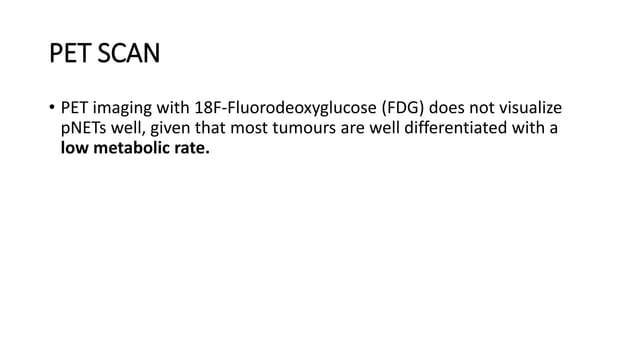 PET SCAN
• PET imaging with 18F-Fluorodeoxyglucose (FDG) does not visualize
pNETs well, given that most tumours are well differentiated with a
low metabolic rate.